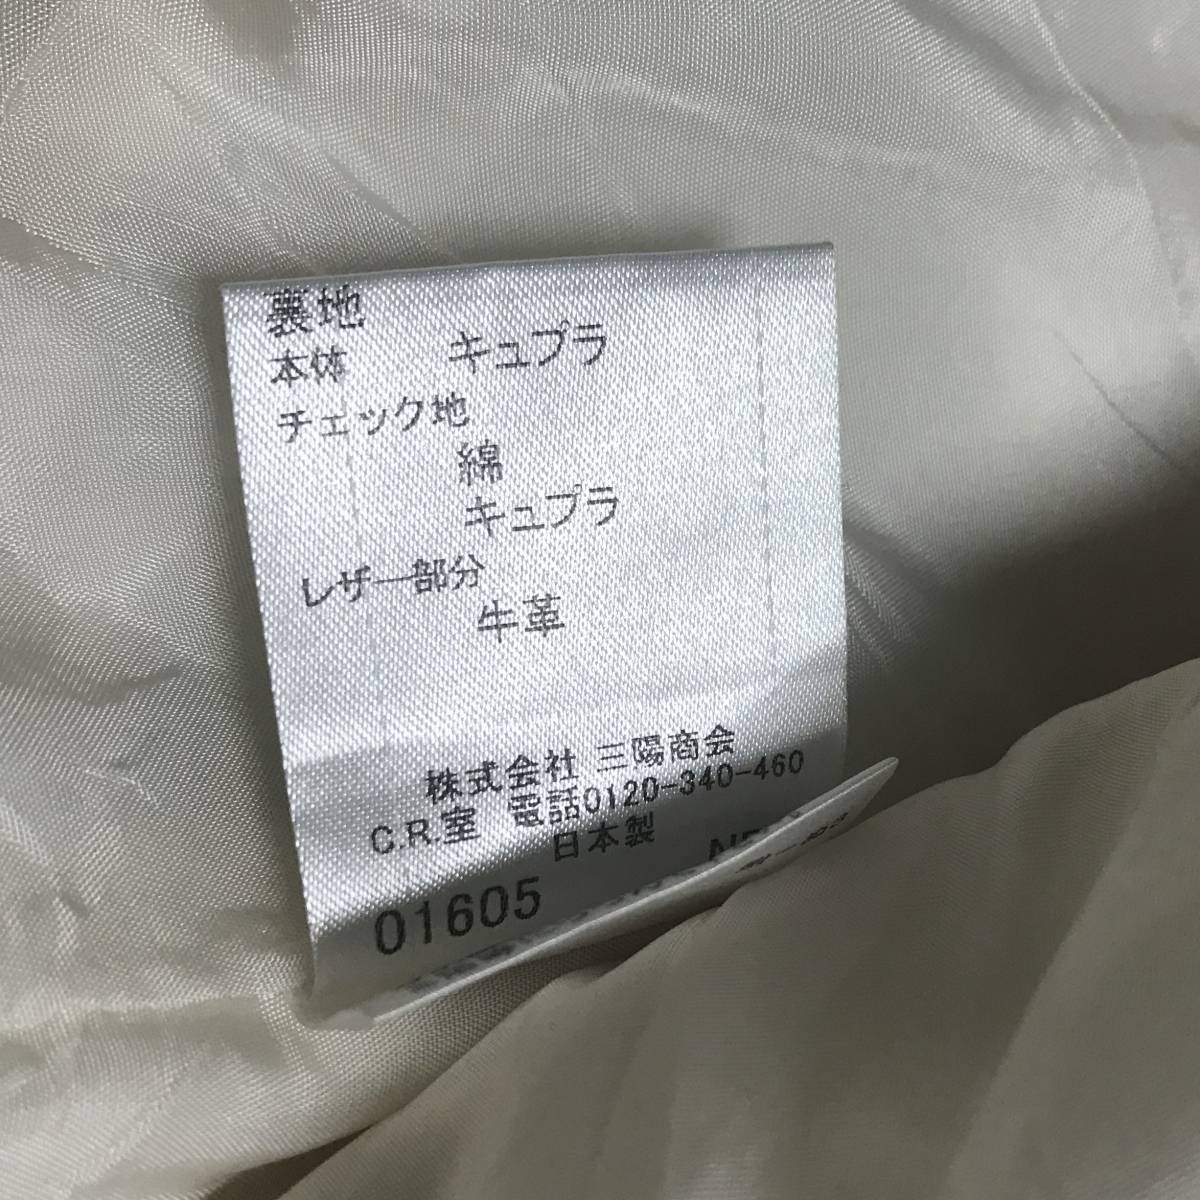 裏地
本体 キュプラ
チェック地
綿
キュプラ
レザー部分
牛革
株式会社 三陽商会
C.R.室 電話0120-340-460
日本製
01605